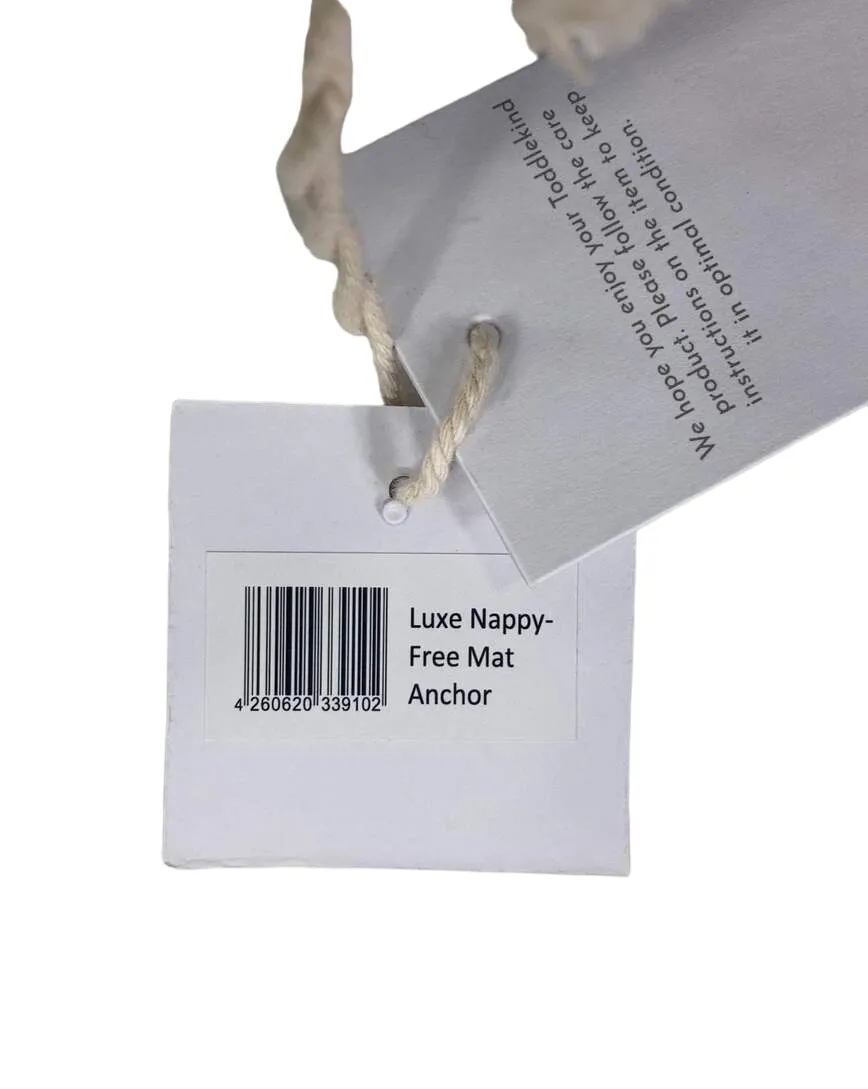 We hope you enjoy your Toddlekind
product. Please follow the care
instructions on the item to keep
it in optimal condition.
Luxe Nappy-
Free Mat
Anchor
4 260620 339102